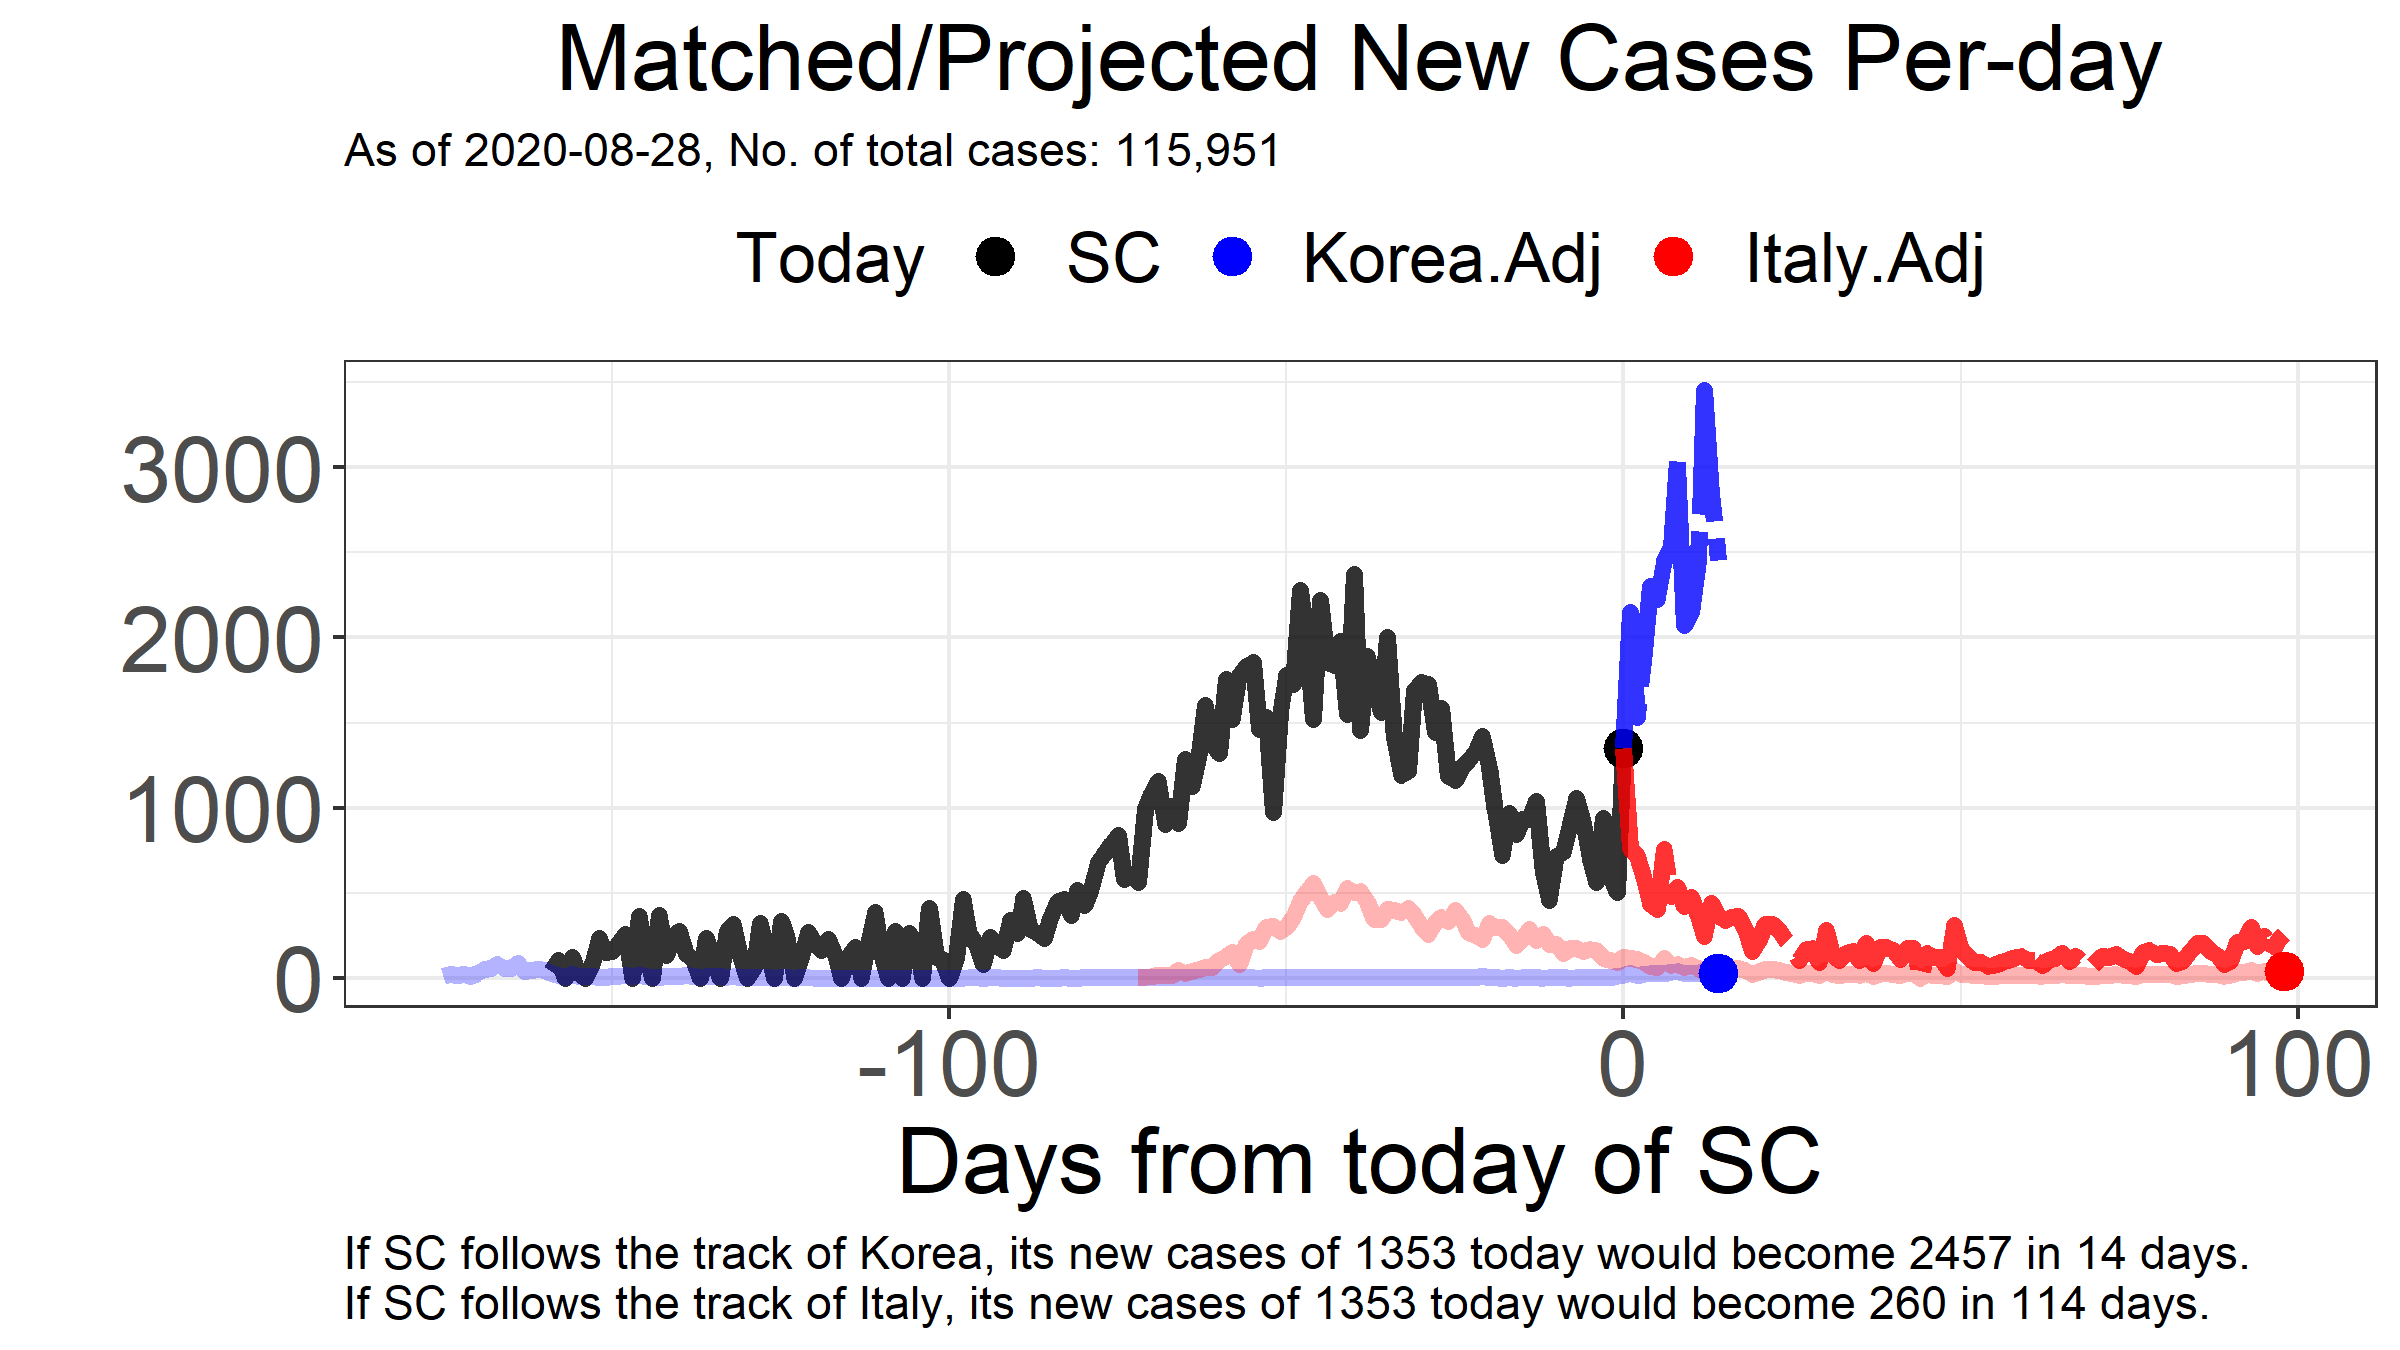 Matched/Projected New Cases Per-day
As of 2020-08-28, No. of total cases: 115,951
Today SC Korea.Adj Italy.Adj
3000
2000
1000
0
-100 0 100
Days from today of SC
If SC follows the track of Korea, its new cases of 1353 today would become 2457 in 14 days.
If SC follows the track of Italy, its new cases of 1353 today would become 260 in 114 days.